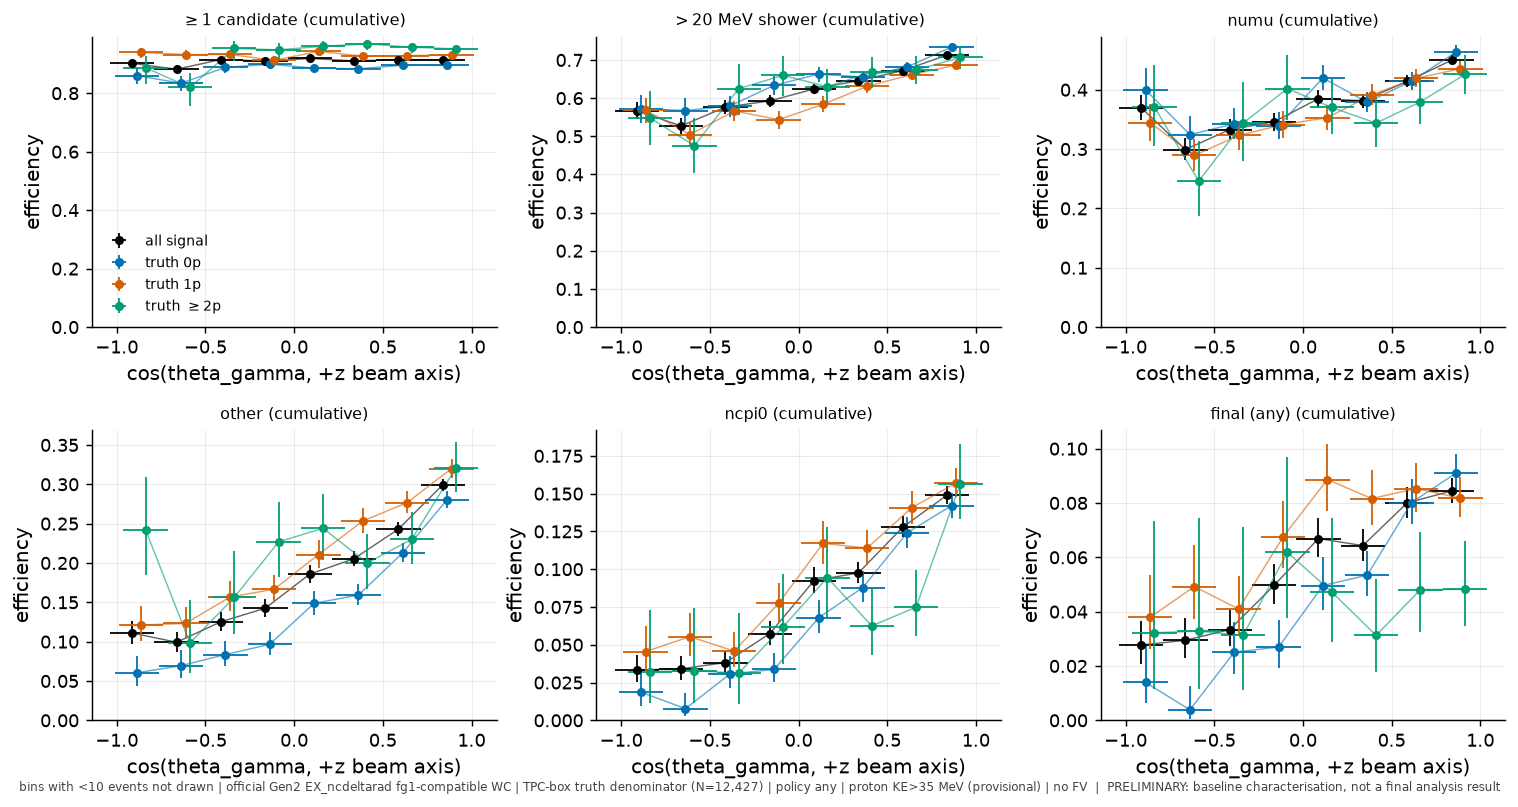 ≥ 1 candidate (cumulative)
efficiency
0.8
0.6
0.4
0.2
0.0
all signal
truth 0p
truth 1p
truth ≥2p
−1.0 −0.5 0.0 0.5 1.0
cos(theta_gamma, +z beam axis)
> 20 MeV shower (cumulative)
efficiency
0.7
0.6
0.5
0.4
0.3
0.2
0.1
0.0
−1.0 −0.5 0.0 0.5 1.0
cos(theta_gamma, +z beam axis)
numu (cumulative)
efficiency
0.4
0.3
0.2
0.1
0.0
−1.0 −0.5 0.0 0.5 1.0
cos(theta_gamma, +z beam axis)
other (cumulative)
efficiency
0.35
0.30
0.25
0.20
0.15
0.10
0.05
0.00
−1.0 −0.5 0.0 0.5 1.0
cos(theta_gamma, +z beam axis)
ncpi0 (cumulative)
efficiency
0.175
0.150
0.125
0.100
0.075
0.050
0.025
0.000
−1.0 −0.5 0.0 0.5 1.0
cos(theta_gamma, +z beam axis)
final (any) (cumulative)
efficiency
0.10
0.08
0.06
0.04
0.02
0.00
−1.0 −0.5 0.0 0.5 1.0
cos(theta_gamma, +z beam axis)
bins with <10 events not drawn | official Gen2 EX_ncdeltarad fg1-compatible WC | TPC-box truth denominator (N=12,427) | policy any | proton KE>35 MeV (provisional) | no FV | PRELIMINARY: baseline characterisation, not a final analysis result